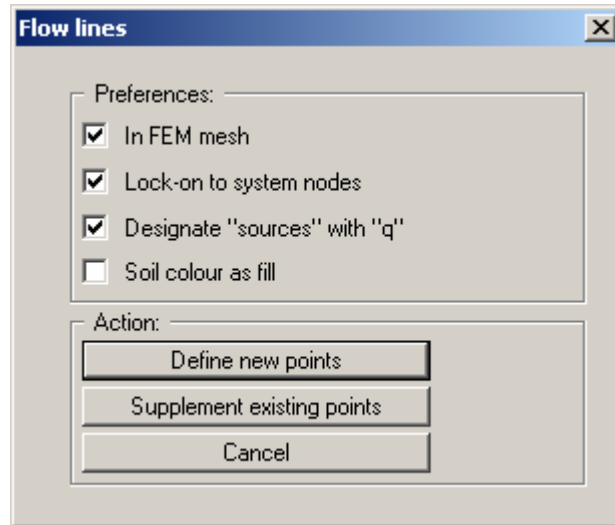 Flow lines
Preferences:
In FEM mesh
Lock-on to system nodes
Designate "sources" with "q"
Soil colour as fill
Action:
Define new points
Supplement existing points
Cancel